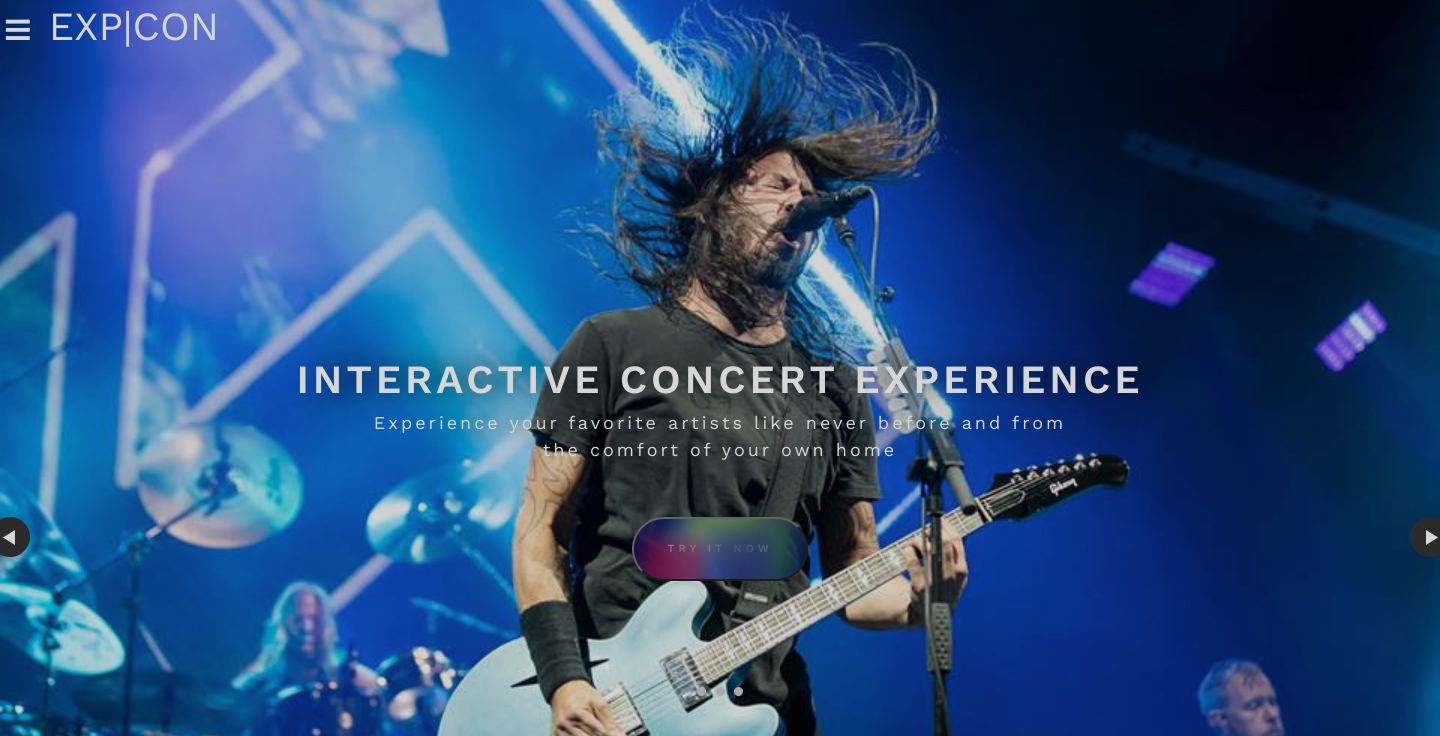 EXP|CON
INTERACTIVE CONCERT EXPERIENCE
Experience your favorite artists like never before and from
the comfort of your own home
Gibson
TRY IT NOW